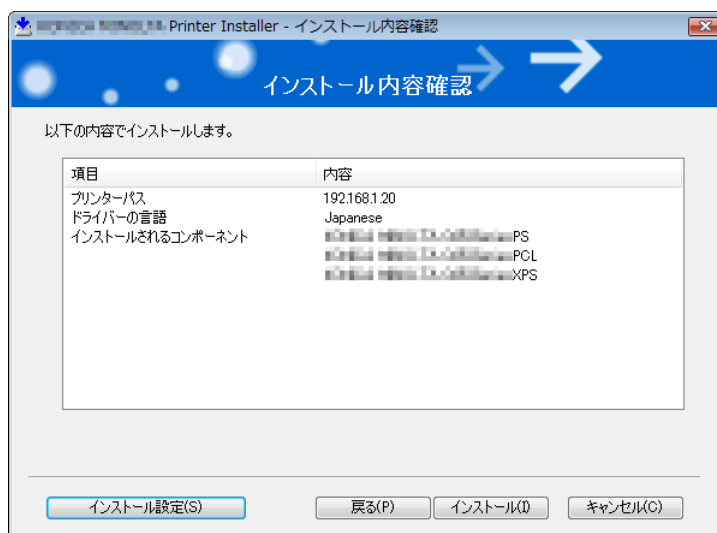 Printer Installer - インストール内容確認
インストール内容確認
以下の内容でインストールします。
項目 内容
プリンターパス 192.168.1.20
ドライバーの言語 Japanese
インストールされるコンポーネント PS
PCL
XPS
インストール設定(S) 戻る(P) インストール(I) キャンセル(C)